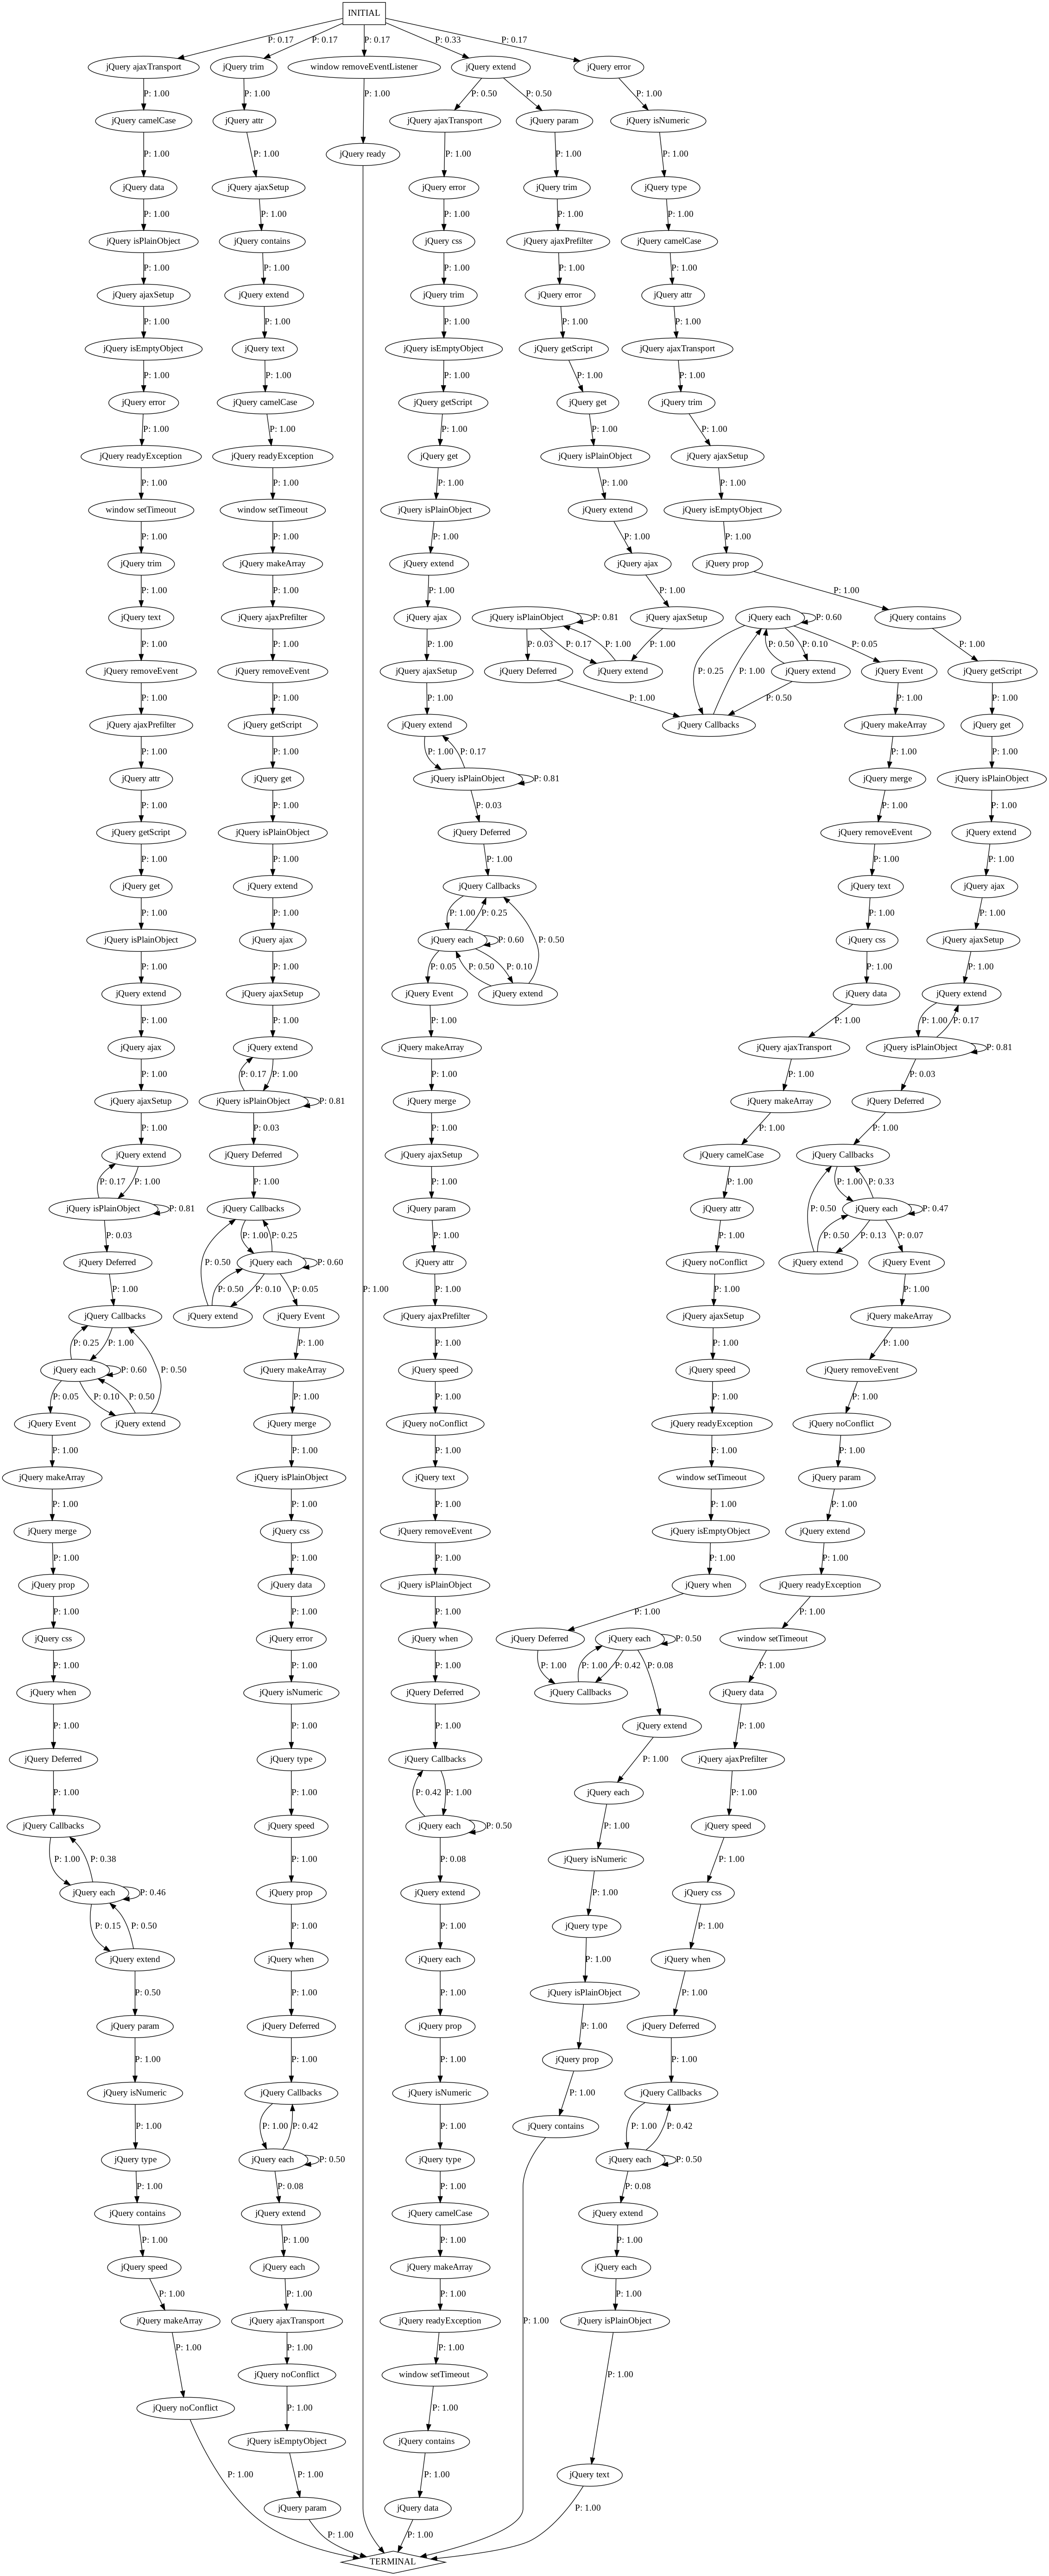 INITIAL
P: 0.17
P: 0.17
P: 0.17
P: 0.33
P: 0.17
jQuery ajaxTransport
jQuery trim
window removeEventListener
jQuery extend
jQuery error
P: 1.00
P: 1.00
P: 1.00
P: 0.50
P: 0.50
P: 1.00
jQuery camelCase
jQuery attr
jQuery ajaxTransport
jQuery param
jQuery isNumeric
P: 1.00
P: 1.00
jQuery ready
P: 1.00
P: 1.00
P: 1.00
jQuery data
jQuery ajaxSetup
jQuery error
jQuery trim
jQuery type
P: 1.00
P: 1.00
P: 1.00
P: 1.00
P: 1.00
jQuery isPlainObject
jQuery contains
jQuery css
jQuery ajaxPrefilter
jQuery camelCase
P: 1.00
P: 1.00
P: 1.00
P: 1.00
P: 1.00
jQuery ajaxSetup
jQuery extend
jQuery trim
jQuery error
jQuery attr
P: 1.00
P: 1.00
P: 1.00
P: 1.00
P: 1.00
jQuery isEmptyObject
jQuery text
jQuery isEmptyObject
jQuery getScript
jQuery ajaxTransport
P: 1.00
P: 1.00
P: 1.00
P: 1.00
P: 1.00
jQuery error
jQuery camelCase
jQuery getScript
jQuery get
jQuery trim
P: 1.00
P: 1.00
P: 1.00
P: 1.00
P: 1.00
jQuery readyException
jQuery readyException
jQuery get
jQuery isPlainObject
jQuery ajaxSetup
P: 1.00
P: 1.00
P: 1.00
P: 1.00
P: 1.00
window setTimeout
window setTimeout
jQuery isPlainObject
jQuery extend
jQuery isEmptyObject
P: 1.00
P: 1.00
P: 1.00
P: 1.00
P: 1.00
jQuery trim
jQuery makeArray
jQuery extend
jQuery ajax
jQuery prop
P: 1.00
P: 1.00
P: 1.00
P: 1.00
P: 1.00
jQuery text
jQuery ajaxPrefilter
jQuery ajax
jQuery isPlainObject
P: 0.81
jQuery ajaxSetup
jQuery each
P: 0.60
jQuery contains
P: 1.00
P: 1.00
P: 1.00
P: 0.03
P: 0.17
P: 1.00
P: 1.00
P: 0.25
P: 1.00
P: 0.50
P: 0.10
P: 0.05
P: 1.00
jQuery removeEvent
jQuery removeEvent
jQuery ajaxSetup
jQuery Deferred
jQuery extend
jQuery extend
jQuery Event
jQuery getScript
P: 1.00
P: 1.00
P: 1.00
P: 1.00
P: 0.50
P: 1.00
P: 1.00
jQuery ajaxPrefilter
jQuery getScript
jQuery extend
jQuery Callbacks
jQuery makeArray
jQuery get
P: 1.00
P: 1.00
P: 1.00
P: 0.17
P: 1.00
P: 1.00
jQuery attr
jQuery get
jQuery isPlainObject
P: 0.81
jQuery merge
jQuery isPlainObject
P: 1.00
P: 1.00
P: 0.03
P: 1.00
P: 1.00
jQuery getScript
jQuery isPlainObject
jQuery Deferred
jQuery removeEvent
jQuery extend
P: 1.00
P: 1.00
P: 1.00
P: 1.00
P: 1.00
jQuery get
jQuery extend
jQuery Callbacks
jQuery text
jQuery ajax
P: 1.00
P: 1.00
P: 1.00
P: 0.25
P: 1.00
P: 1.00
jQuery isPlainObject
jQuery ajax
jQuery each
P: 0.60
P: 0.50
jQuery css
jQuery ajaxSetup
P: 1.00
P: 1.00
P: 0.05
P: 0.50
P: 0.10
P: 1.00
P: 1.00
jQuery extend
jQuery ajaxSetup
jQuery Event
jQuery extend
jQuery data
jQuery extend
P: 1.00
P: 1.00
P: 1.00
P: 1.00
P: 1.00
P: 0.17
jQuery ajax
jQuery extend
jQuery makeArray
jQuery ajaxTransport
jQuery isPlainObject
P: 0.81
P: 1.00
P: 0.17
P: 1.00
P: 1.00
P: 1.00
P: 0.03
jQuery ajaxSetup
jQuery isPlainObject
P: 0.81
jQuery merge
jQuery makeArray
jQuery Deferred
P: 1.00
P: 0.03
P: 1.00
P: 1.00
P: 1.00
jQuery extend
jQuery Deferred
jQuery ajaxSetup
jQuery camelCase
jQuery Callbacks
P: 0.17
P: 1.00
P: 1.00
P: 1.00
P: 1.00
P: 1.00
P: 0.33
jQuery isPlainObject
P: 0.81
jQuery Callbacks
jQuery param
jQuery attr
P: 0.50
jQuery each
P: 0.47
P: 0.03
P: 1.00
P: 0.25
P: 1.00
P: 1.00
P: 0.50
P: 0.13
P: 0.07
jQuery Deferred
P: 0.50
jQuery each
P: 0.60
jQuery attr
jQuery noConflict
jQuery extend
jQuery Event
P: 1.00
P: 0.50
P: 0.10
P: 0.05
P: 1.00
P: 1.00
P: 1.00
P: 1.00
jQuery Callbacks
jQuery extend
jQuery Event
jQuery ajaxPrefilter
jQuery ajaxSetup
jQuery makeArray
P: 0.25
P: 1.00
P: 1.00
P: 1.00
P: 1.00
P: 1.00
jQuery each
P: 0.60
P: 0.50
jQuery makeArray
jQuery speed
jQuery speed
jQuery removeEvent
P: 0.05
P: 0.10
P: 0.50
P: 1.00
P: 1.00
P: 1.00
P: 1.00
jQuery Event
jQuery extend
jQuery merge
jQuery noConflict
jQuery readyException
jQuery noConflict
P: 1.00
P: 1.00
P: 1.00
P: 1.00
P: 1.00
jQuery makeArray
jQuery isPlainObject
jQuery text
window setTimeout
jQuery param
P: 1.00
P: 1.00
P: 1.00
P: 1.00
P: 1.00
jQuery merge
jQuery css
jQuery removeEvent
jQuery isEmptyObject
jQuery extend
P: 1.00
P: 1.00
P: 1.00
P: 1.00
P: 1.00
jQuery prop
jQuery data
jQuery isPlainObject
jQuery when
jQuery readyException
P: 1.00
P: 1.00
P: 1.00
P: 1.00
P: 1.00
jQuery css
jQuery error
jQuery when
jQuery Deferred
jQuery each
P: 0.50
window setTimeout
P: 1.00
P: 1.00
P: 1.00
P: 1.00
P: 1.00
P: 0.42
P: 0.08
P: 1.00
jQuery when
jQuery isNumeric
jQuery Deferred
jQuery Callbacks
jQuery data
P: 1.00
P: 1.00
P: 1.00
jQuery extend
P: 1.00
jQuery Deferred
jQuery type
jQuery Callbacks
P: 1.00
jQuery ajaxPrefilter
P: 1.00
P: 1.00
P: 0.42
P: 1.00
jQuery each
P: 1.00
jQuery Callbacks
jQuery speed
jQuery each
P: 0.50
P: 1.00
jQuery speed
P: 1.00
P: 0.38
P: 1.00
P: 0.08
jQuery isNumeric
P: 1.00
jQuery each
P: 0.46
jQuery prop
jQuery extend
P: 1.00
jQuery css
P: 0.15
P: 0.50
P: 1.00
P: 1.00
jQuery type
P: 1.00
jQuery extend
jQuery when
jQuery each
P: 1.00
jQuery when
P: 0.50
P: 1.00
P: 1.00
jQuery isPlainObject
P: 1.00
jQuery param
jQuery Deferred
jQuery prop
P: 1.00
jQuery Deferred
P: 1.00
P: 1.00
P: 1.00
jQuery prop
P: 1.00
jQuery isNumeric
jQuery Callbacks
jQuery isNumeric
P: 1.00
jQuery Callbacks
P: 1.00
P: 1.00
P: 0.42
P: 1.00
jQuery contains
P: 1.00
P: 0.42
jQuery type
jQuery each
P: 0.50
jQuery type
jQuery each
P: 0.50
P: 1.00
P: 0.08
P: 1.00
P: 0.08
jQuery contains
jQuery extend
jQuery camelCase
jQuery extend
P: 1.00
P: 1.00
P: 1.00
P: 1.00
jQuery speed
jQuery each
jQuery makeArray
jQuery each
P: 1.00
P: 1.00
P: 1.00
P: 1.00
jQuery makeArray
jQuery ajaxTransport
jQuery readyException
P: 1.00
jQuery isPlainObject
P: 1.00
P: 1.00
P: 1.00
jQuery noConflict
window setTimeout
P: 1.00
jQuery noConflict
P: 1.00
P: 1.00
jQuery isEmptyObject
jQuery contains
P: 1.00
P: 1.00
P: 1.00
jQuery text
jQuery param
jQuery data
P: 1.00
P: 1.00
P: 1.00
TERMINAL